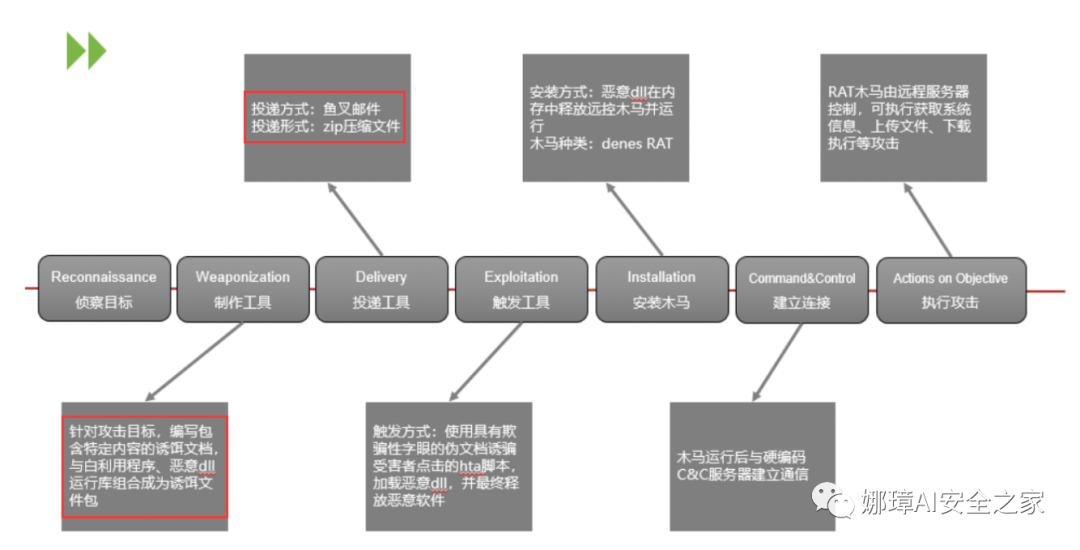 投递方式：鱼叉邮件
投递形式：zip压缩文件
安装方式：恶意dll在内
存中释放远控木马并运
行
木马种类：denes RAT
RAT木马由远程服务器
控制，可执行获取系统
信息、上传文件、下载
执行等攻击
Reconnaissance
侦察目标
Weaponization
制作工具
Delivery
投递工具
Exploitation
触发工具
Installation
安装木马
Command&Control
建立连接
Actions on Objective
执行攻击
针对攻击目标，编写包
含特定内容的诱饵文档，
与白利用程序、恶意dll
运行库组合成为诱饵文
件包
触发方式：使用具有欺
骗性字眼的伪文档诱骗
受害者点击的hta脚本，
加载恶意dll，并最终释
放恶意软件
木马运行后与硬编码
C&C服务器建立通信
娜璋AI安全之家